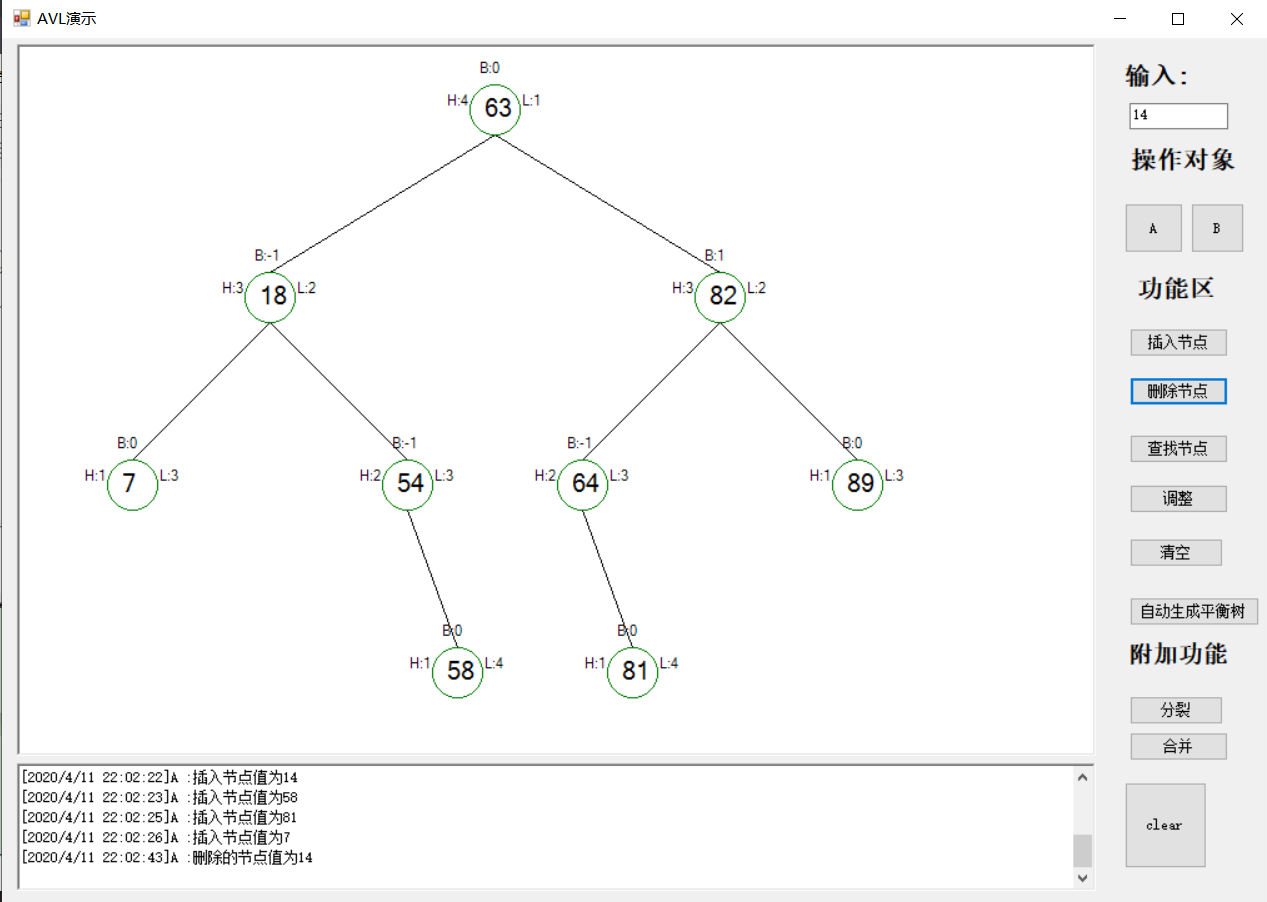 AVL演示
B:0
H:4 63 L:1
B:-1 B:1
H:3 18 L:2 H:3 82 L:2
B:0 B:-1 B:-1 B:0
H:1 7 L:3 H:2 54 L:3 H:2 64 L:3 H:1 89 L:3
B:0 B:0
H:1 58 L:4 H:1 81 L:4
输入:
14
操作对象
A B
功能区
插入节点
删除节点
查找节点
调整
清空
自动生成平衡树
附加功能
分裂
合并
clear
[2020/4/11 22:02:22]A :插入节点值为14
[2020/4/11 22:02:23]A :插入节点值为58
[2020/4/11 22:02:25]A :插入节点值为81
[2020/4/11 22:02:26]A :插入节点值为7
[2020/4/11 22:02:43]A :删除的节点值为14